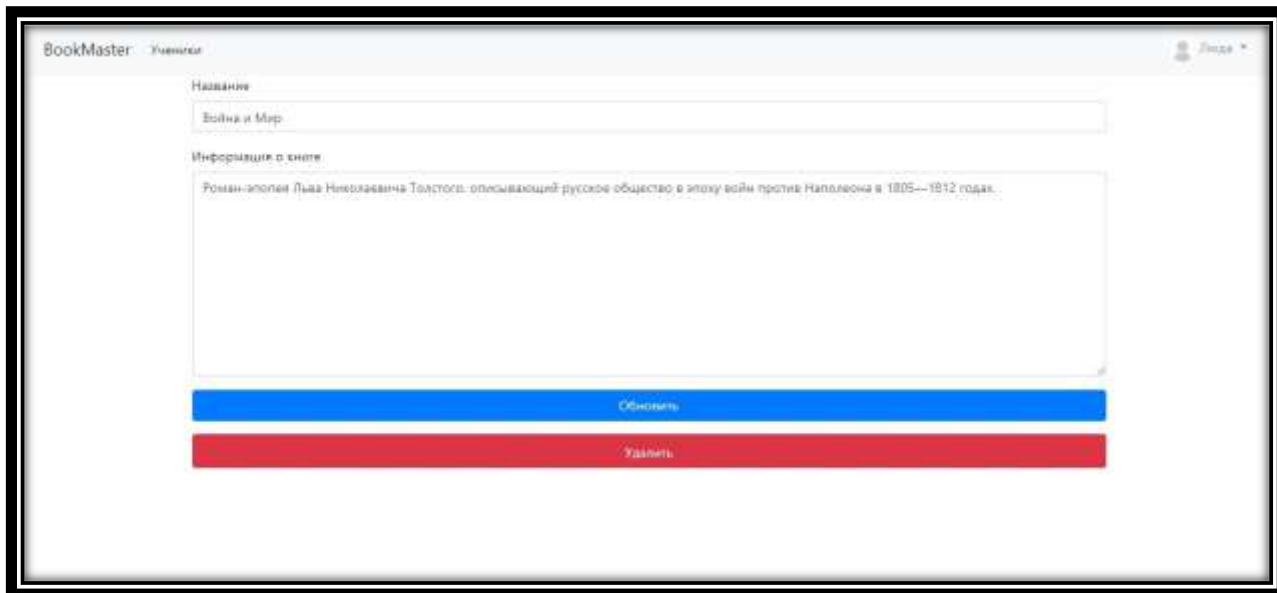 BookMaster Ученики Люда
Название
Война и Мир
Информация о книге
Роман-эпопея Льва Николаевича Толстого, описывающий русское общество в эпоху войн против Наполеона в 1805—1812 годах.
Обновить
Удалить